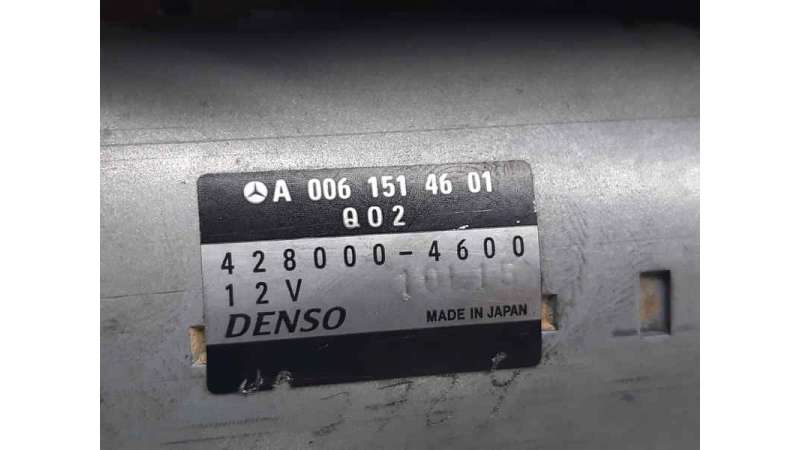 A 006 151 46 01
Q02
428000-4600
12V
DENSO MADE IN JAPAN